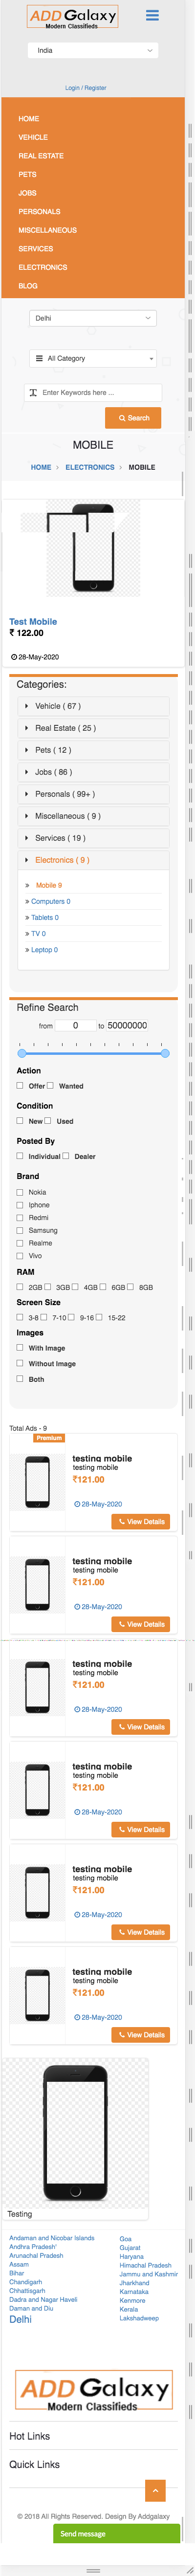 ADD Galaxy
Modern Classifieds
India
Login / Register
HOME
VEHICLE
REAL ESTATE
PETS
JOBS
PERSONALS
MISCELLANEOUS
SERVICES
ELECTRONICS
BLOG
Delhi
All Category
Enter Keywords here ...
Search
MOBILE
HOME > ELECTRONICS > MOBILE
Test Mobile
₹ 122.00
28-May-2020
Categories:
Vehicle ( 67 )
Real Estate ( 25 )
Pets ( 12 )
Jobs ( 86 )
Personals ( 99+ )
Miscellaneous ( 9 )
Services ( 19 )
Electronics ( 9 )
» Mobile 9
» Computers 0
» Tablets 0
» TV 0
» Leptop 0
Refine Search
from 0 to 50000000
Action
Offer Wanted
Condition
New Used
Posted By
Individual Dealer
Brand
Nokia
Iphone
Redmi
Samsung
Realme
Vivo
RAM
2GB 3GB 4GB 6GB 8GB
Screen Size
3-6 7-10 9-16 15-22
Images
With Image
Without Image
Both
Total Ads - 9
Premium
testing mobile
testing mobile
₹121.00
28-May-2020
View Details
testing mobile
testing mobile
₹121.00
28-May-2020
View Details
testing mobile
testing mobile
₹121.00
28-May-2020
View Details
testing mobile
testing mobile
₹121.00
28-May-2020
View Details
testing mobile
testing mobile
₹121.00
28-May-2020
View Details
testing mobile
testing mobile
₹121.00
28-May-2020
View Details
Testing
Andaman and Nicobar Islands
Andhra Pradesh'
Arunachal Pradesh
Assam
Bihar
Chandigarh
Chhattisgarh
Dadra and Nagar Haveli
Daman and Diu
Delhi
Goa
Gujarat
Haryana
Himachal Pradesh
Jammu and Kashmir
Jharkhand
Karnataka
Kenmore
Kerala
Lakshadweep
ADD Galaxy
Modern Classifieds
Hot Links
Quick Links
© 2018 All Rights Reserved. Design By Addgalaxy
Send message